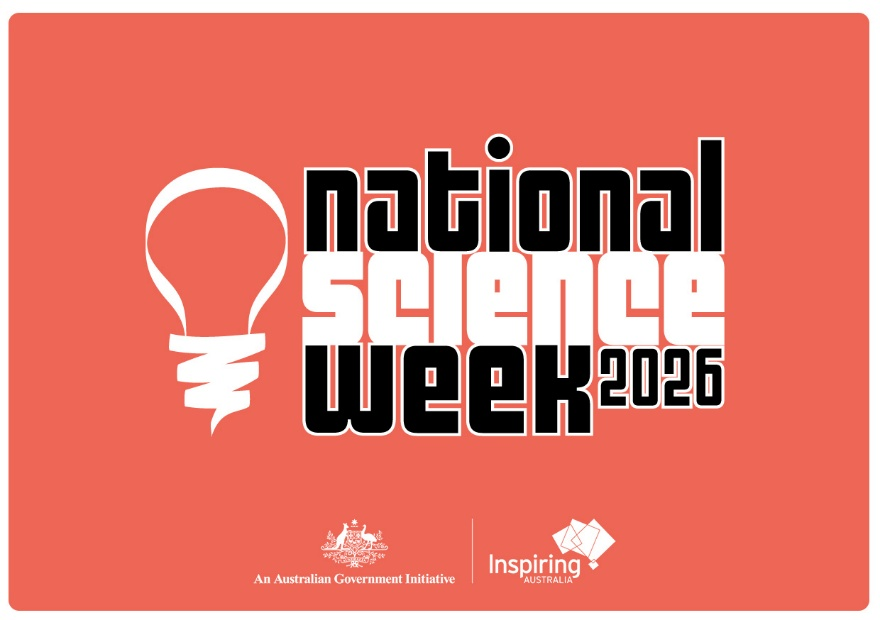 national
science
week 2026
An Australian Government Initiative
Inspiring
AUSTRALIA